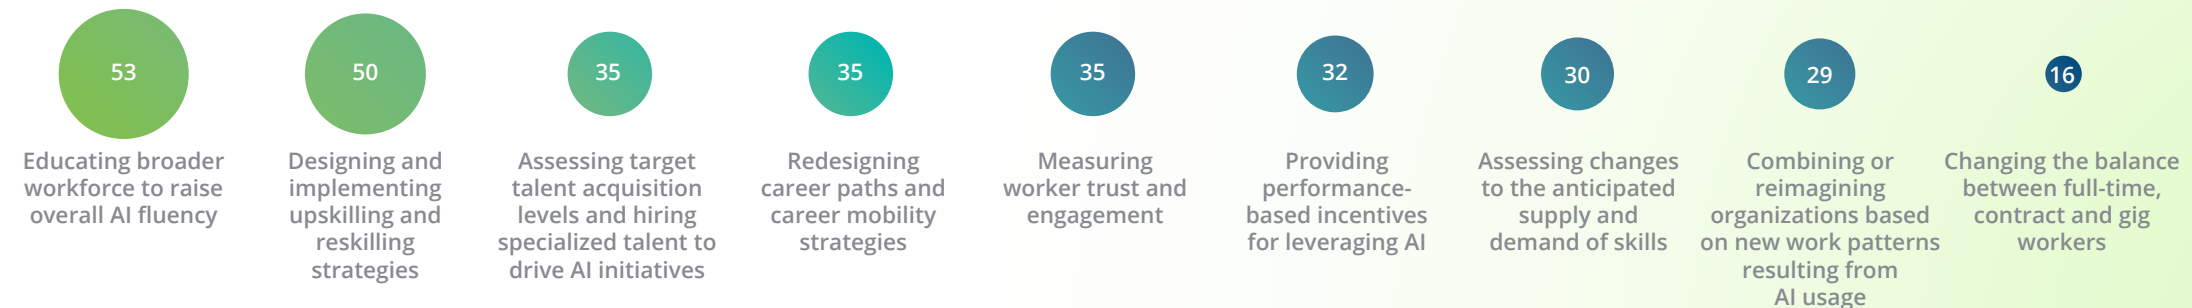 53
Educating broader
workforce to raise
overall AI fluency
50
Designing and
implementing
upskilling and
reskilling
strategies
35
Assessing target
talent acquisition
levels and hiring
specialized talent to
drive AI initiatives
35
Redesigning
career paths and
career mobility
strategies
35
Measuring
worker trust and
engagement
32
Providing
performance-
based incentives
for leveraging AI
30
Assessing changes
to the anticipated
supply and
demand of skills
29
Combining or
reimagining
organizations based
on new work patterns
resulting from
AI usage
16
Changing the balance
between full-time,
contract and gig
workers